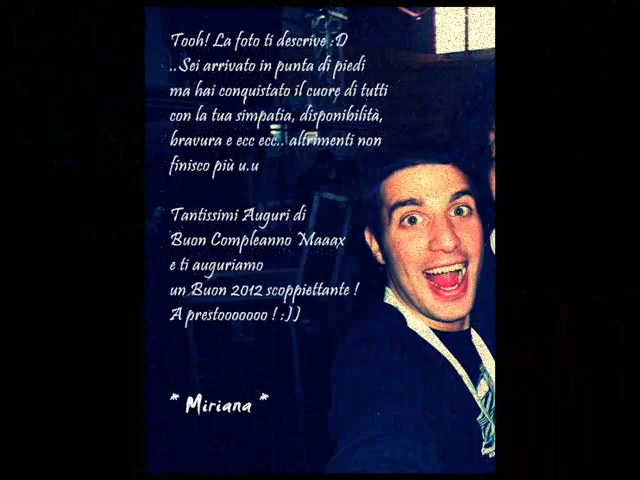 Tooh! La foto ti descrive :D
..Sei arrivato in punta di piedi
ma hai conquistato il cuore di tutti
con la tua simpatia, disponibilità,
bravura e ecc ecc.. altrimenti non
finisco più u.u
Tantissimi Auguri di
Buon Compleanno Maaax
e ti auguriamo
un Buon 2012 scoppiettante !
A prestooooooo ! :]]
* Miriana *